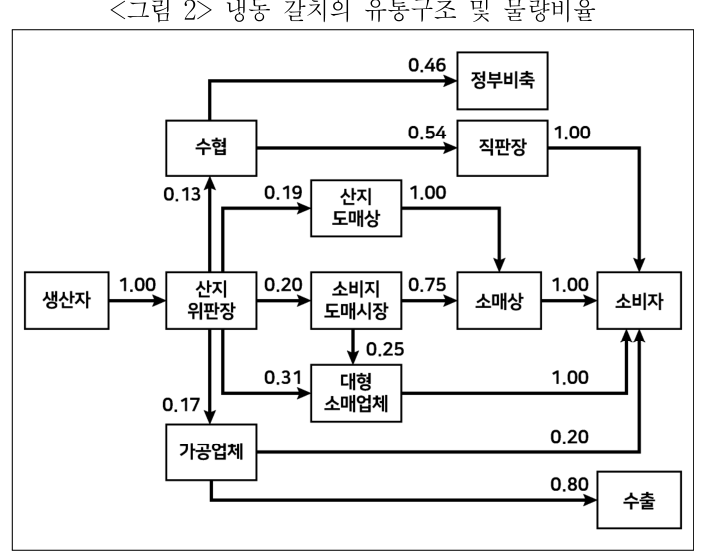 <그림 2> 냉동 갈치의 유통구조 및 물량비율
0.46
정부비축
수협
0.54
직판장
1.00
0.13
0.19
산지
도매상
1.00
생산자
1.00
산지
위판장
0.20
소비지
도매시장
0.75
소매상
1.00
소비자
0.25
0.31
대형
소매업체
1.00
0.17
가공업체
0.20
0.80
수출